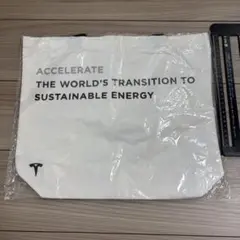 ACCELERATE
THE WORLD'S TRANSITION TO
SUSTAINABLE ENERGY